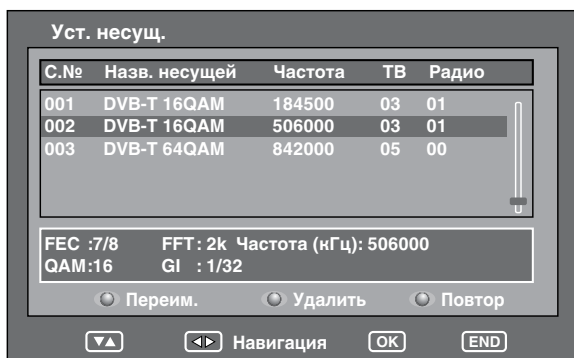 Уст. несущ.
С.№ Назв. несущей Частота ТВ Радио
001 DVB-T 16QAM 184500 03 01
002 DVB-T 16QAM 506000 03 01
003 DVB-T 64QAM 842000 05 00
FEC :7/8 FFT: 2k Частота (кГц): 506000
QAM:16 GI : 1/32
Переим. Удалить Повтор
▼▲ ◀▶ Навигация OK END